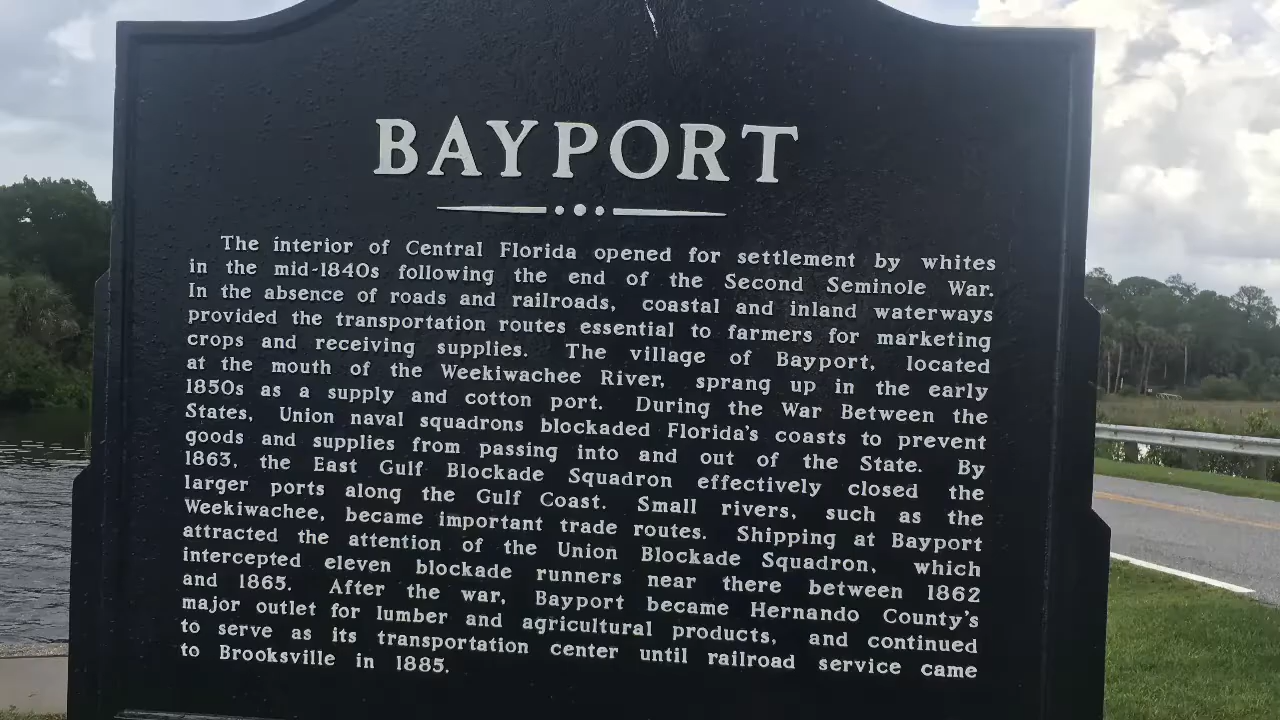 BAYPORT
The interior of Central Florida opened for settlement by whites
in the mid-1840s following the end of the Second Seminole War.
In the absence of roads and railroads, coastal and inland waterways
provided the transportation routes essential to farmers for marketing
crops and receiving supplies. The village of Bayport, located
at the mouth of the Weekiwachee River, sprang up in the early
1850s as a supply and cotton port. During the War Between the
States, Union naval squadrons blockaded Florida's coasts to prevent
goods and supplies from passing into and out of the State. By
1863, the East Gulf Blockade Squadron effectively closed the
larger ports along the Gulf Coast. Small rivers, such as the
Weekiwachee, became important trade routes. Shipping at Bayport
attracted the attention of the Union Blockade Squadron, which
intercepted eleven blockade runners near there between 1862
and 1865. After the war, Bayport became Hernando County's
major outlet for lumber and agricultural products, and continued
to serve as its transportation center until railroad service came
to Brooksville in 1885.